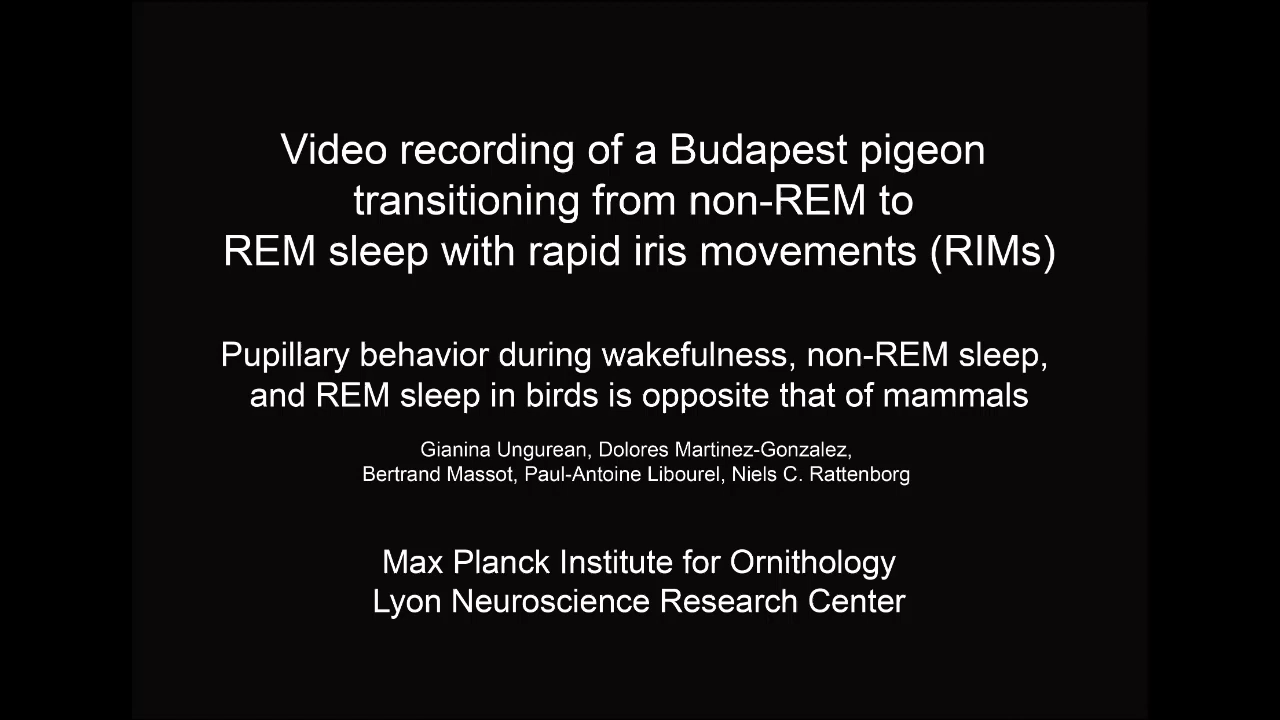 Video recording of a Budapest pigeon
transitioning from non-REM to
REM sleep with rapid iris movements (RIMs)
Pupillary behavior during wakefulness, non-REM sleep,
and REM sleep in birds is opposite that of mammals
Gianina Ungurean, Dolores Martinez-Gonzalez,
Bertrand Massot, Paul-Antoine Libourel, Niels C. Rattenborg
Max Planck Institute for Ornithology
Lyon Neuroscience Research Center